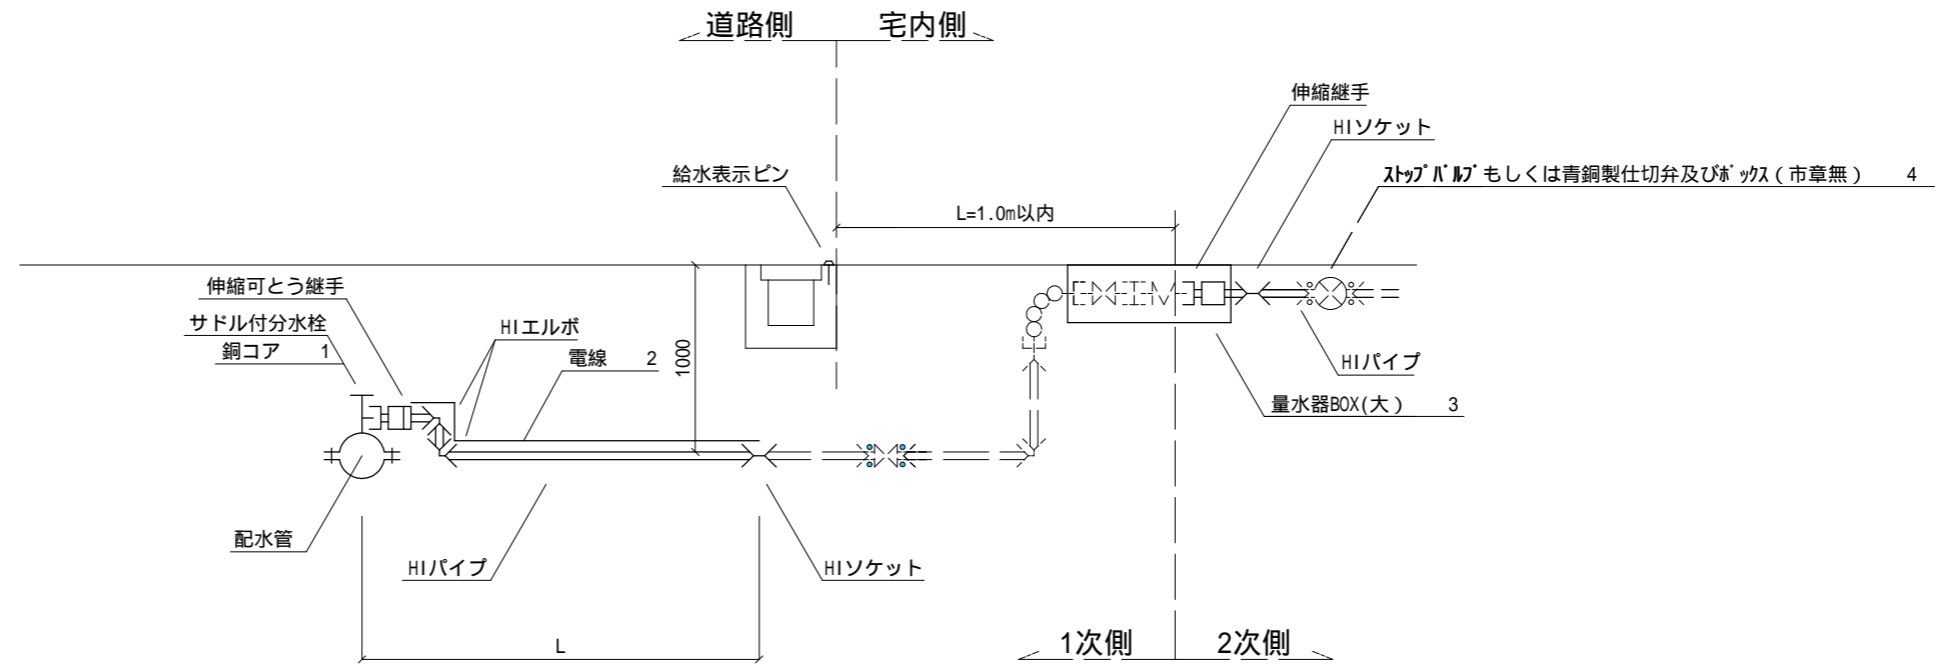 道路側 宅内側
伸縮継手
HIソケット
給水表示ピン
ストップバルブもしくは青銅製仕切弁及びボックス(市章無) 4
L=1.0m以内
伸縮可とう継手
サドル付分水栓
銅コア 1
HIエルボ
電線 2
1000
HIパイプ
量水器BOX(大) 3
配水管
HIパイプ
HIソケット
L
1次側 2次側